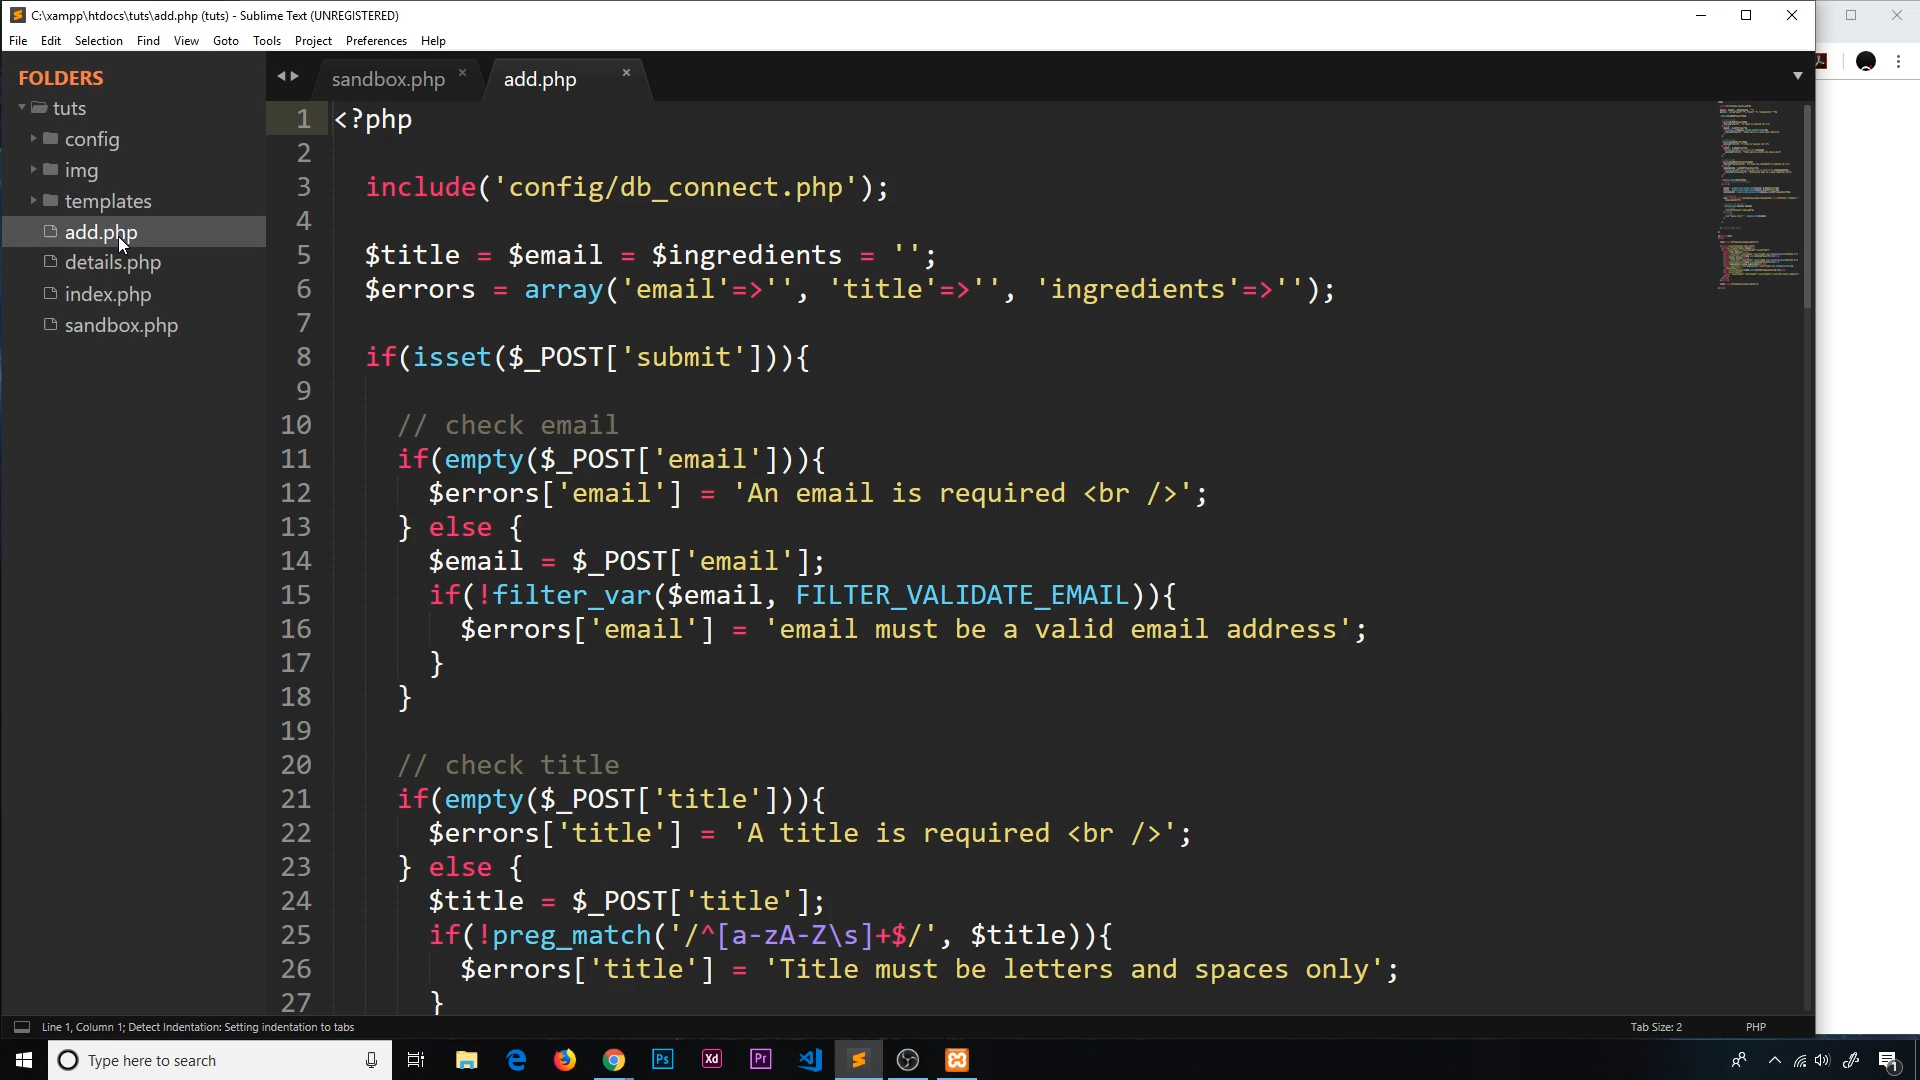 C:\xampp\htdocs\tuts\add.php (tuts) - Sublime Text (UNREGISTERED)
File Edit Selection Find View Goto Tools Project Preferences Help
FOLDERS
tuts
config
img
templates
add.php
details.php
index.php
sandbox.php
sandbox.php × add.php ×
1 <?php
2
3 include('config/db_connect.php');
4
5 $title = $email = $ingredients = '';
6 $errors = array('email'=>'', 'title'=>'', 'ingredients'=>'');
7
8 if(isset($_POST['submit'])){
9
10 // check email
11 if(empty($_POST['email'])){
12 $errors['email'] = 'An email is required <br />';
13 } else {
14 $email = $_POST['email'];
15 if(!filter_var($email, FILTER_VALIDATE_EMAIL)){
16 $errors['email'] = 'email must be a valid email address';
17 }
18 }
19
20 // check title
21 if(empty($_POST['title'])){
22 $errors['title'] = 'A title is required <br />';
23 } else {
24 $title = $_POST['title'];
25 if(!preg_match('/^[a-zA-Z\s]+$/', $title)){
26 $errors['title'] = 'Title must be letters and spaces only';
27 }
Line 1, Column 1; Detect Indentation: Setting indentation to tabs Tab Size: 2 PHP
Type here to search Ps Xd Pr 1